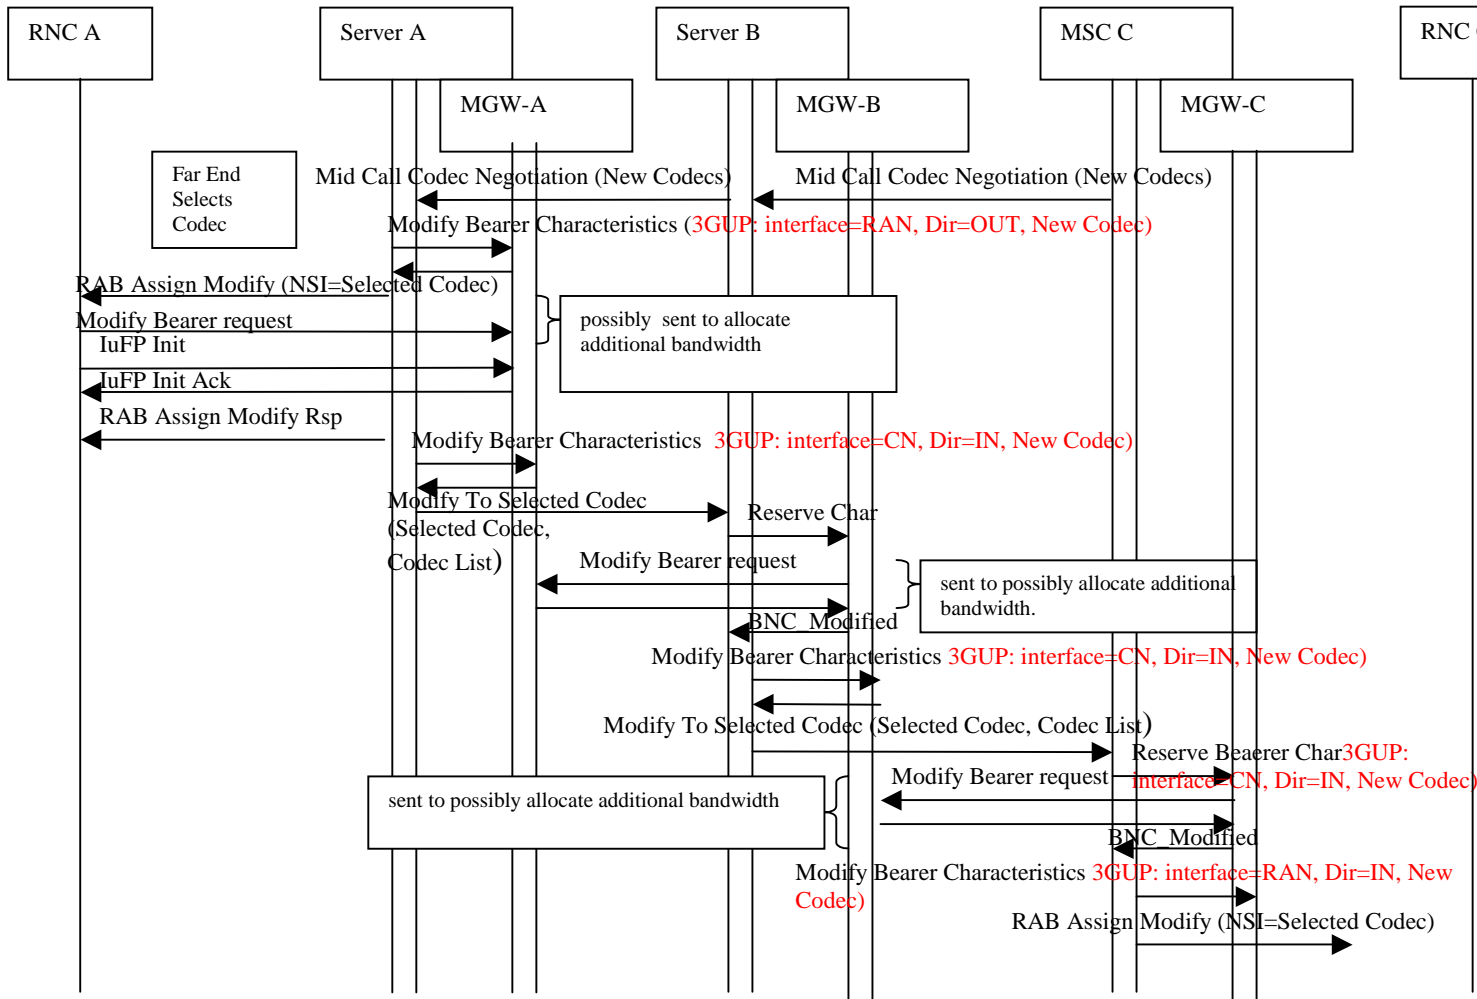 RNC A
Server A
Server B
MSC C
RNC
MGW-A
MGW-B
MGW-C
Far End
Selects
Codec
Mid Call Codec Negotiation (New Codecs)
Mid Call Codec Negotiation (New Codecs)
Modify Bearer Characteristics (3GUP: interface=RAN, Dir=OUT, New Codec)
RAB Assign Modify (NSI=Selected Codec)
Modify Bearer request
possibly sent to allocate
additional bandwidth
IuFP Init
IuFP Init Ack
RAB Assign Modify Rsp
Modify Bearer Characteristics 3GUP: interface=CN, Dir=IN, New Codec)
Modify To Selected Codec
(Selected Codec,
Codec List)
Reserve Char
Modify Bearer request
sent to possibly allocate additional
bandwidth.
BNC_Modified
Modify Bearer Characteristics 3GUP: interface=CN, Dir=IN, New Codec)
Modify To Selected Codec (Selected Codec, Codec List)
Reserve Beaerer Char3GUP:
interface=CN, Dir=IN, New Codec)
Modify Bearer request
sent to possibly allocate additional bandwidth
BNC_Modified
Modify Bearer Characteristics 3GUP: interface=RAN, Dir=IN, New
Codec)
RAB Assign Modify (NSI=Selected Codec)